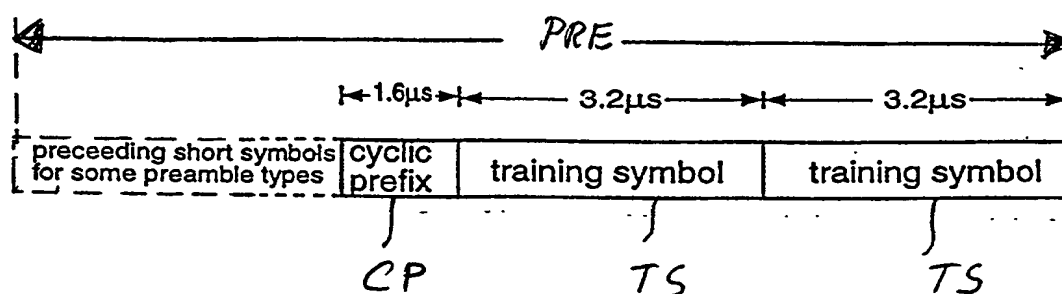 PRE
1.6μs 3.2μs 3.2μs
preceeding short symbols cyclic training symbol training symbol
for some preamble types prefix
CP TS TS